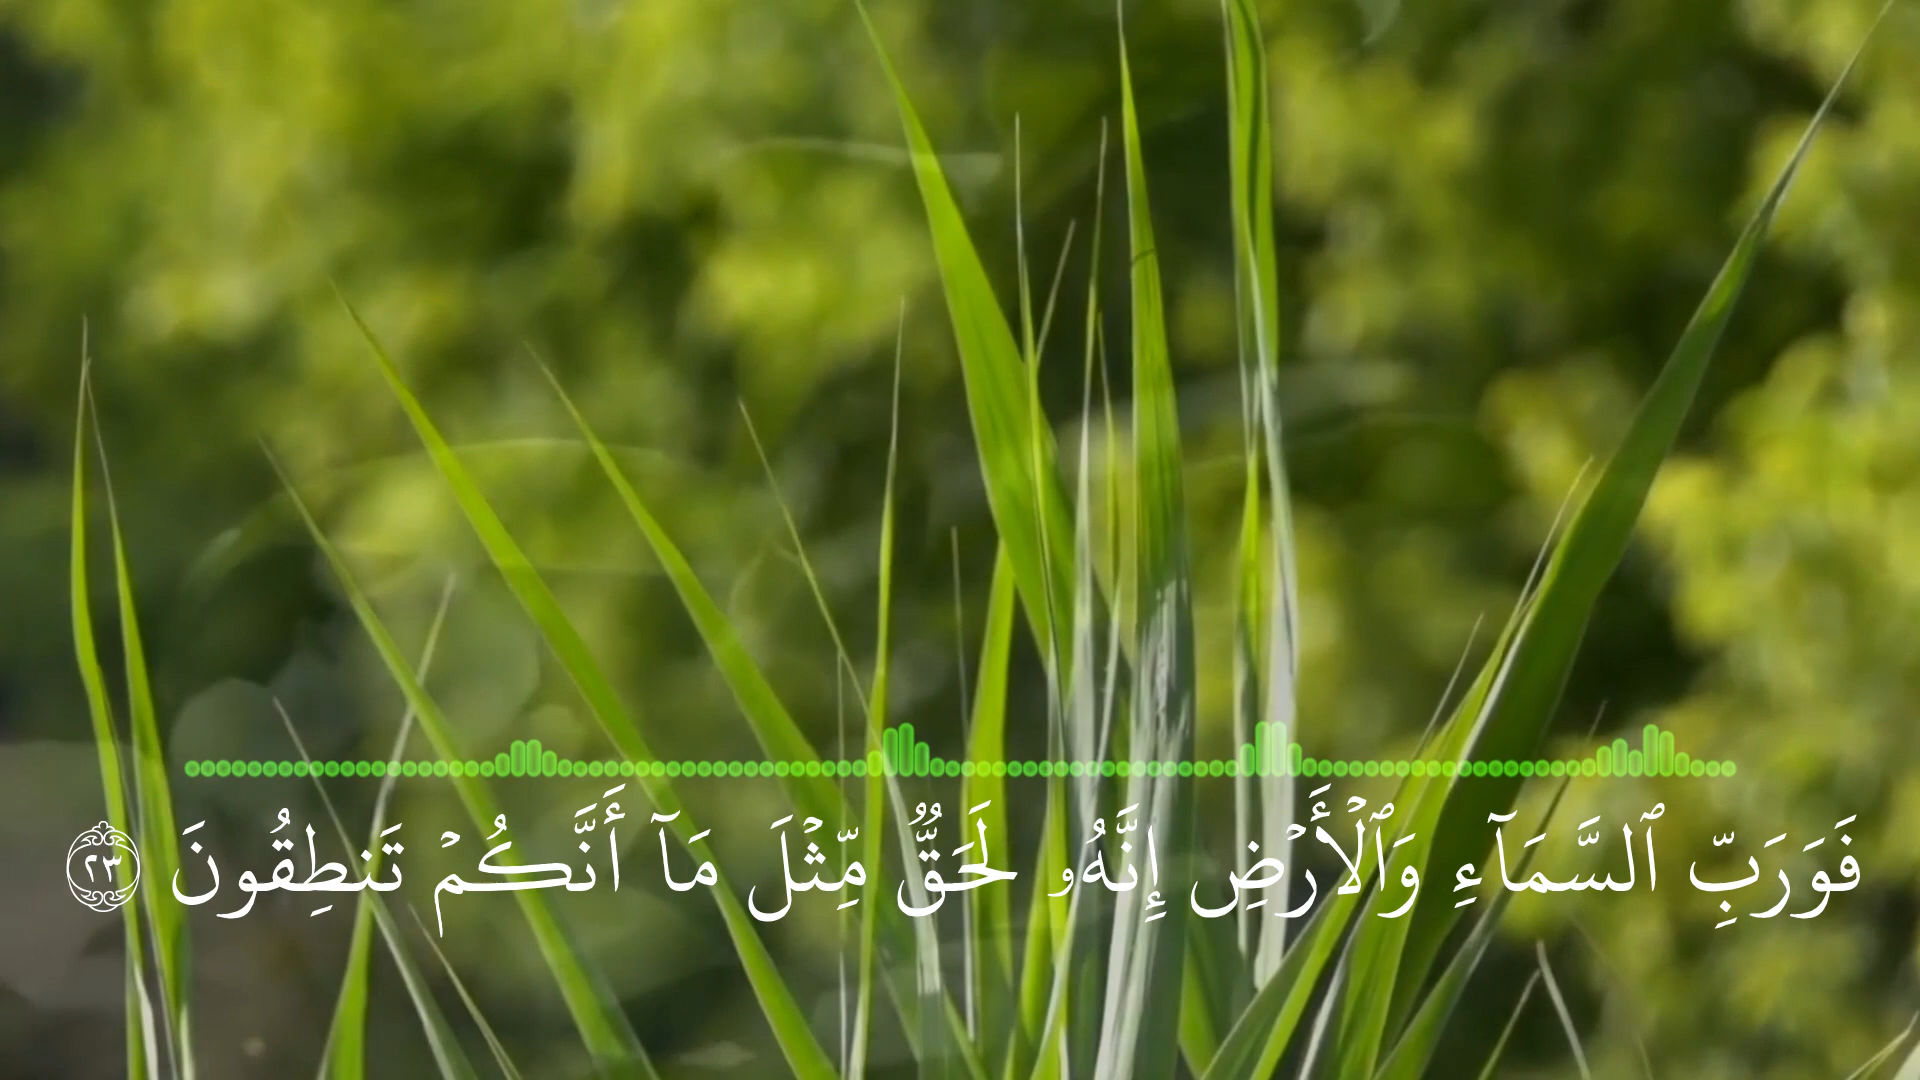 فَوَرَبِّ ٱلسَّمَآءِ وَٱلْأَرْضِ إِنَّهُۥ لَحَقٌّ مِّثْلَ مَآ أَنَّكُمْ تَنطِقُونَ ٢٣